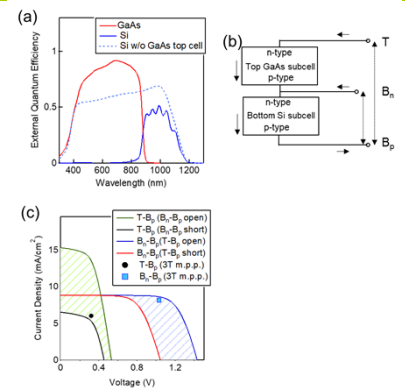 (a)
GaAs
Si
Si w/o GaAs top cell
External Quantum Efficiency
1
0.5
0
400 600 800 1000 1200
Wavelength (nm)
(b)
n-type
Top GaAs subcell
p-type
n-type
Bottom Si subcell
p-type
T
Bn
Bp
(c)
T-Bp (Bn-Bp open)
T-Bp (Bn-Bp short)
Bn-Bp(T-Bp open)
Bn-Bp(T-Bp short)
T-Bp (3T m.p.p.)
Bn-Bp (3T m.p.p.)
Current Density (mA/cm2)
20
15
10
5
0
0 0.4 0.8 1.2
Voltage (V)